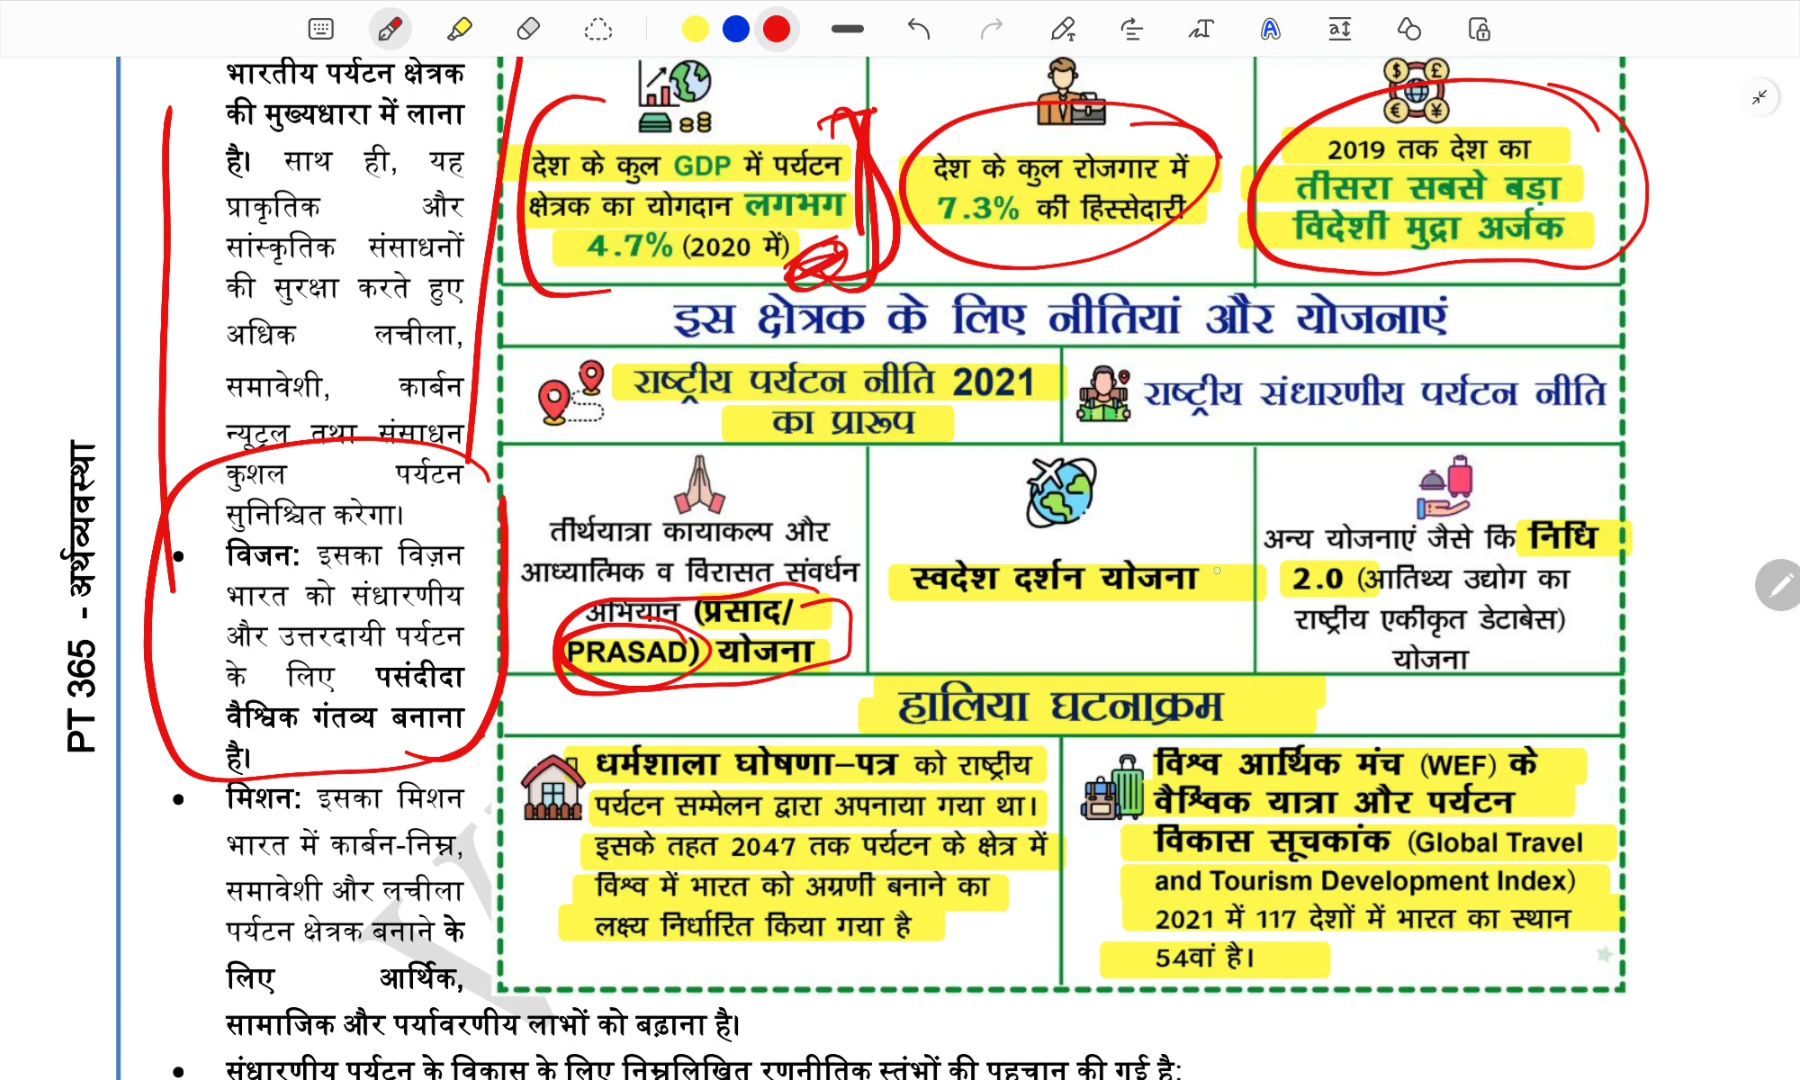 भारतीय पर्यटन क्षेत्रक
की मुख्यधारा में लाना
है। साथ ही, यह
प्राकृतिक और
सांस्कृतिक संसाधनों
की सुरक्षा करते हुए
अधिक लचीला,
समावेशी, कार्बन
न्यूट्रल तथा संसाधन
कुशल पर्यटन
सुनिश्चित करेगा।
• विजन: इसका विज़न
भारत को संधारणीय
और उत्तरदायी पर्यटन
के लिए पसंदीदा
वैश्विक गंतव्य बनाना
है।
• मिशन: इसका मिशन
भारत में कार्बन-निम्न,
समावेशी और लचीला
पर्यटन क्षेत्रक बनाने के
लिए आर्थिक,
सामाजिक और पर्यावरणीय लाभों को बढ़ाना है।
• संधारणीय पर्यटन के विकास के लिए निम्नलिखित रणनीतिक स्तंभों की पहचान की गई है:
देश के कुल GDP में पर्यटन
क्षेत्रक का योगदान लगभग
4.7% (2020 में)
देश के कुल रोजगार में
7.3% की हिस्सेदारी
2019 तक देश का
तीसरा सबसे बड़ा
विदेशी मुद्रा अर्जक
इस क्षेत्रक के लिए नीतियां और योजनाएं
राष्ट्रीय पर्यटन नीति 2021
का प्रारूप
राष्ट्रीय संधारणीय पर्यटन नीति
तीर्थयात्रा कायाकल्प और
आध्यात्मिक व विरासत संवर्धन
अभियान (प्रसाद/
PRASAD) योजना
स्वदेश दर्शन योजना
अन्य योजनाएं जैसे कि निधि
2.0 (आतिथ्य उद्योग का
राष्ट्रीय एकीकृत डेटाबेस)
योजना
हालिया घटनाक्रम
धर्मशाला घोषणा–पत्र को राष्ट्रीय
पर्यटन सम्मेलन द्वारा अपनाया गया था।
इसके तहत 2047 तक पर्यटन के क्षेत्र में
विश्व में भारत को अग्रणी बनाने का
लक्ष्य निर्धारित किया गया है
विश्व आर्थिक मंच (WEF) के
वैश्विक यात्रा और पर्यटन
विकास सूचकांक (Global Travel
and Tourism Development Index)
2021 में 117 देशों में भारत का स्थान
54वां है।
PT 365 - अर्थव्यवस्था